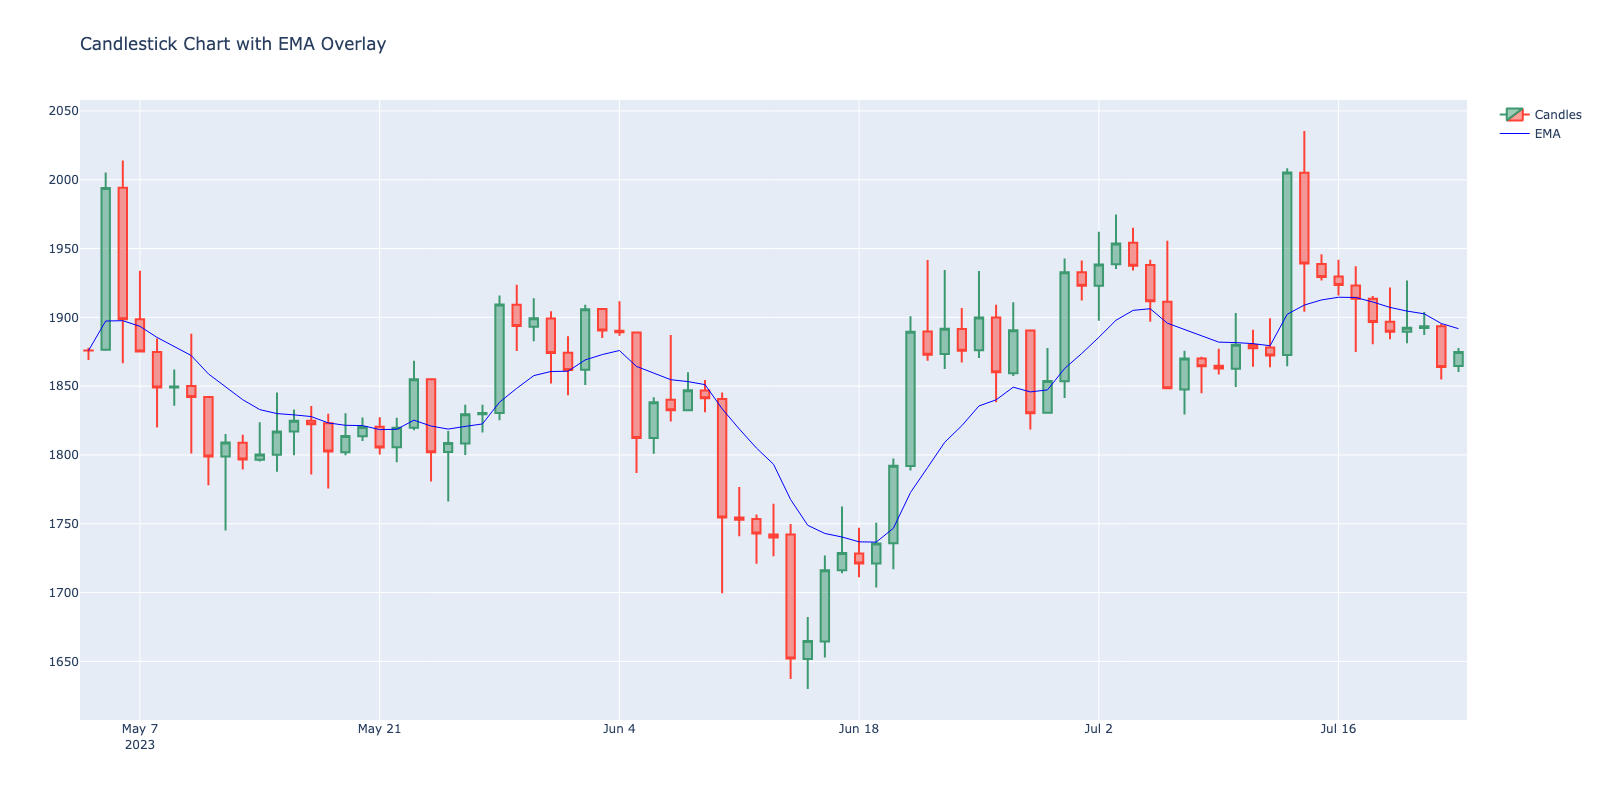 Candlestick Chart with EMA Overlay
2050
2000
1950
1900
1850
1800
1750
1700
1650
May 7
2023
May 21
Jun 4
Jun 18
Jul 2
Jul 16
Candles
EMA